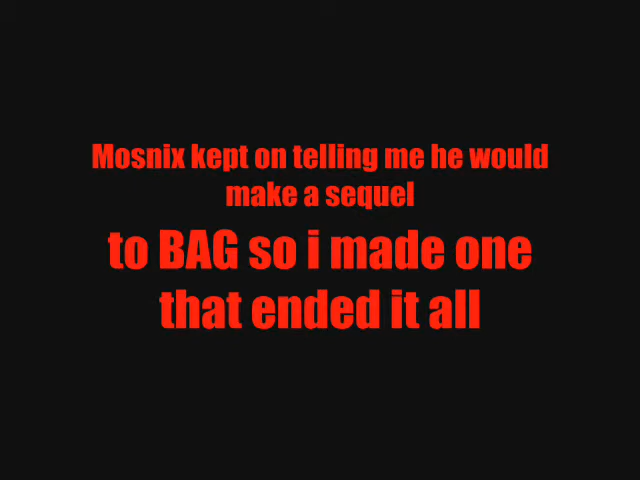 Mosnix kept on telling me he would
make a sequel
to BAG so i made one
that ended it all